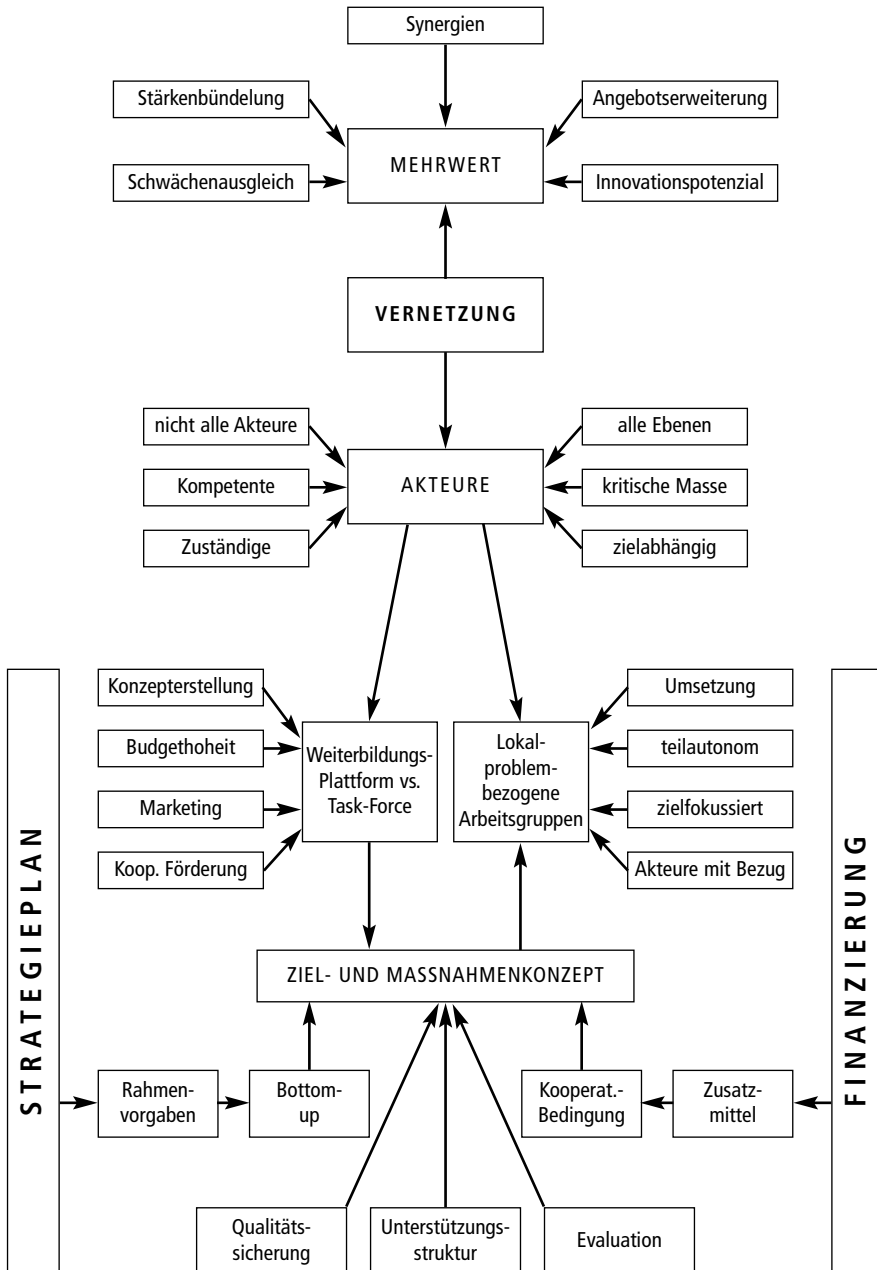 Synergien
Stärkenbündelung
Angebotserweiterung
MEHRWERT
Schwächenausgleich
Innovationspotenzial
VERNETZUNG
nicht alle Akteure
alle Ebenen
Kompetente
AKTEURE
kritische Masse
Zuständige
zielabhängig
Konzepterstellung
Umsetzung
Budgethoheit
Weiterbildungs-
Plattform vs.
Task-Force
Lokal-
problem-
bezogene
Arbeitsgruppen
teilautonom
Marketing
zielfokussiert
Koop. Förderung
Akteure mit Bezug
STRATEGIEPLAN
FINANZIERUNG
ZIEL- UND MASSNAHMENKONZEPT
Rahmen-
vorgaben
Bottom-
up
Kooperat.-
Bedingung
Zusatz-
mittel
Qualitäts-
sicherung
Unterstützungs-
struktur
Evaluation